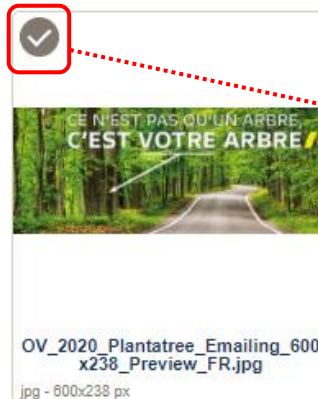 CE N'EST PAS QU'UN ARBRE,
C'EST VOTRE ARBRE
OV_2020_Plantatree_Emailing_600
x238_Preview_FR.jpg
jpg - 600x238 px